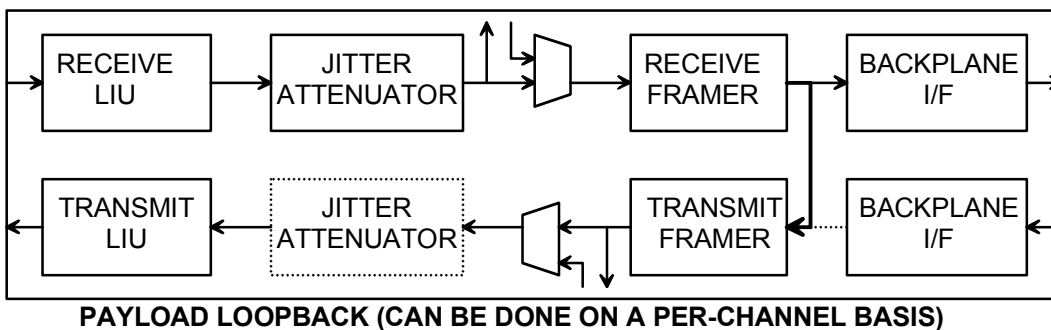 RECEIVE
LIU
JITTER
ATTENUATOR
RECEIVE
FRAMER
BACKPLANE
I/F
TRANSMIT
LIU
JITTER
ATTENUATOR
TRANSMIT
FRAMER
BACKPLANE
I/F
PAYLOAD LOOPBACK (CAN BE DONE ON A PER-CHANNEL BASIS)